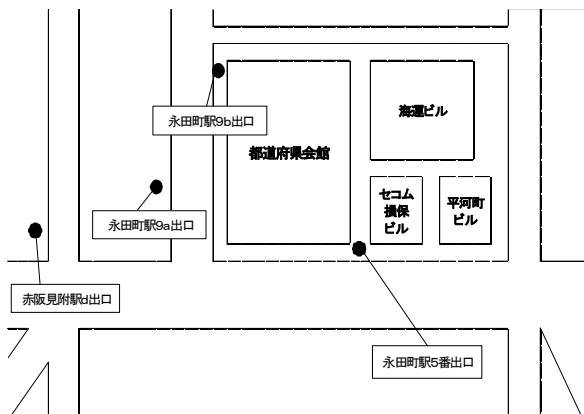 永田町駅9b出口
海運ビル
都道府県会館
セコム
損保
ビル
平河町
ビル
永田町駅9a出口
赤阪見附駅d出口
永田町駅5番出口